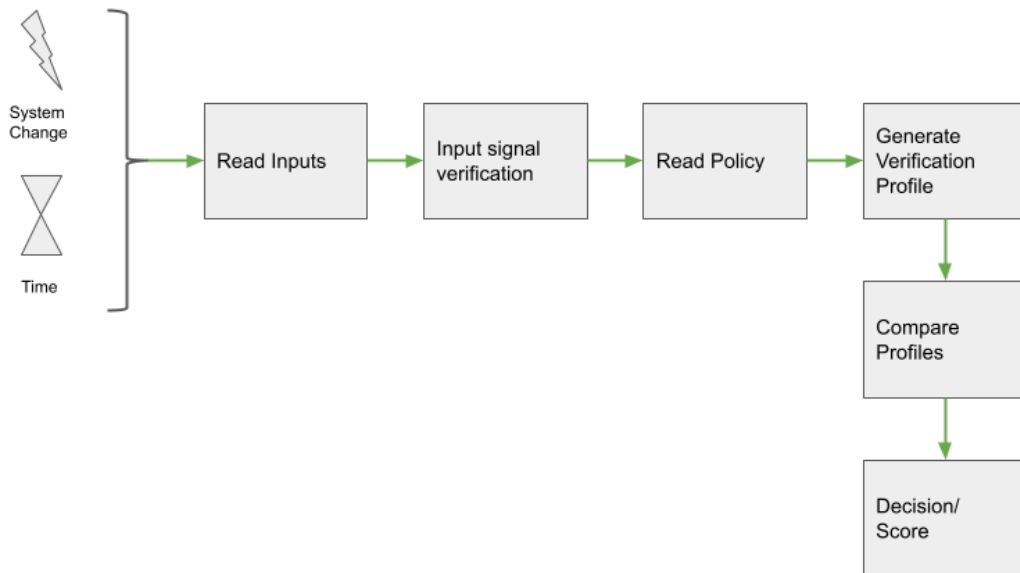 System
Change
Time
Read Inputs
Input signal
verification
Read Policy
Generate
Verification
Profile
Compare
Profiles
Decision/
Score